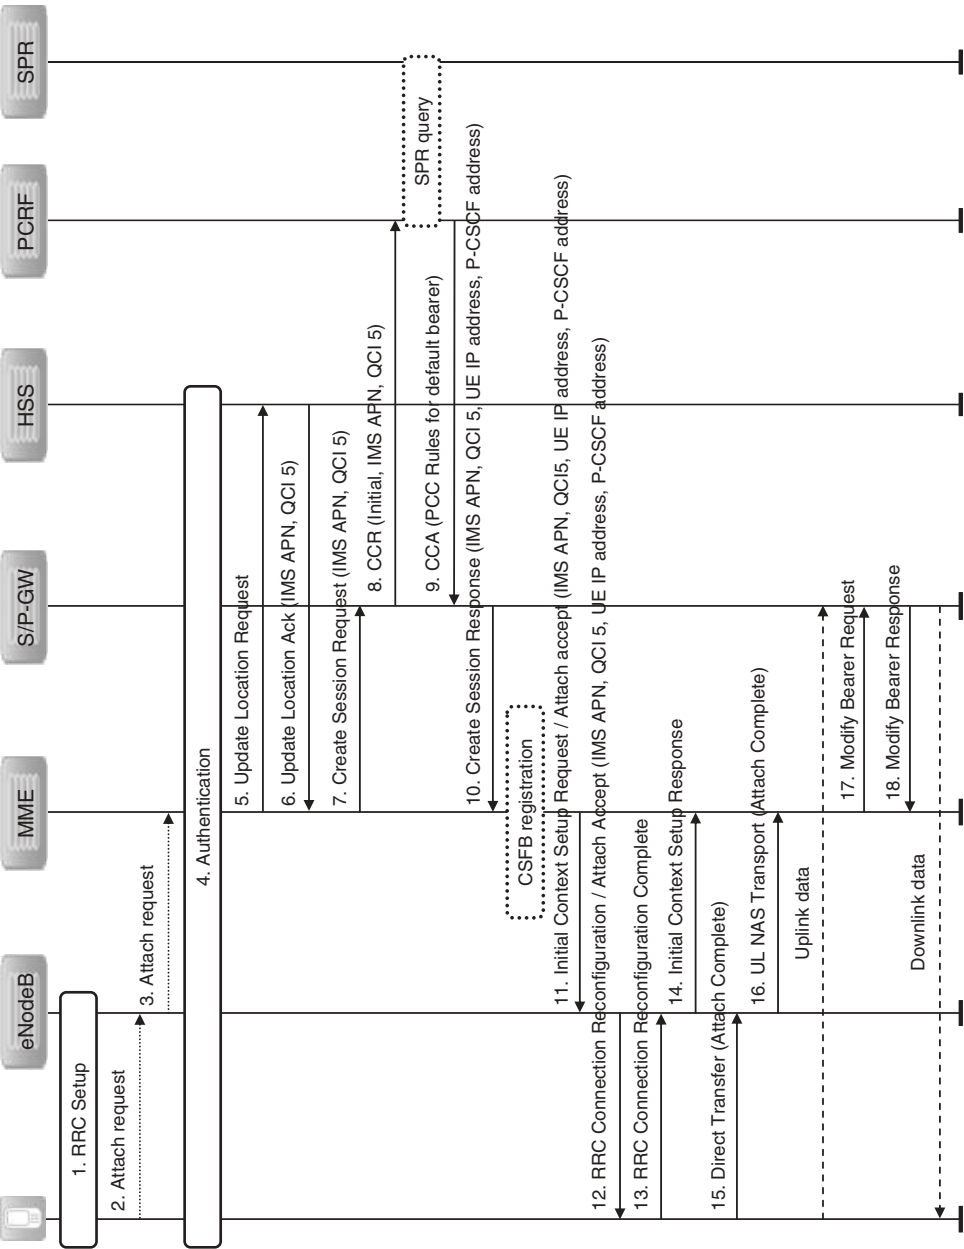 eNodeB
MME
S/P-GW
HSS
PCRF
SPR
1. RRC Setup
2. Attach request
3. Attach request
4. Authentication
5. Update Location Request
6. Update Location Ack (IMS APN, QCI 5)
7. Create Session Request (IMS APN, QCI 5)
8. CCR (Initial, IMS APN, QCI 5)
SPR query
9. CCA (PCC Rules for default bearer)
10. Create Session Response (IMS APN, QCI 5, UE IP address, P-CSCF address)
CSFB registration
11. Initial Context Setup Request / Attach accept (IMS APN, QCI5, UE IP address, P-CSCF address)
12. RRC Connection Reconfiguration / Attach Accept (IMS APN, QCI 5, UE IP address, P-CSCF address)
13. RRC Connection Reconfiguration Complete
14. Initial Context Setup Response
15. Direct Transfer (Attach Complete)
16. UL NAS Transport (Attach Complete)
Uplink data
17. Modify Bearer Request
18. Modify Bearer Response
Downlink data